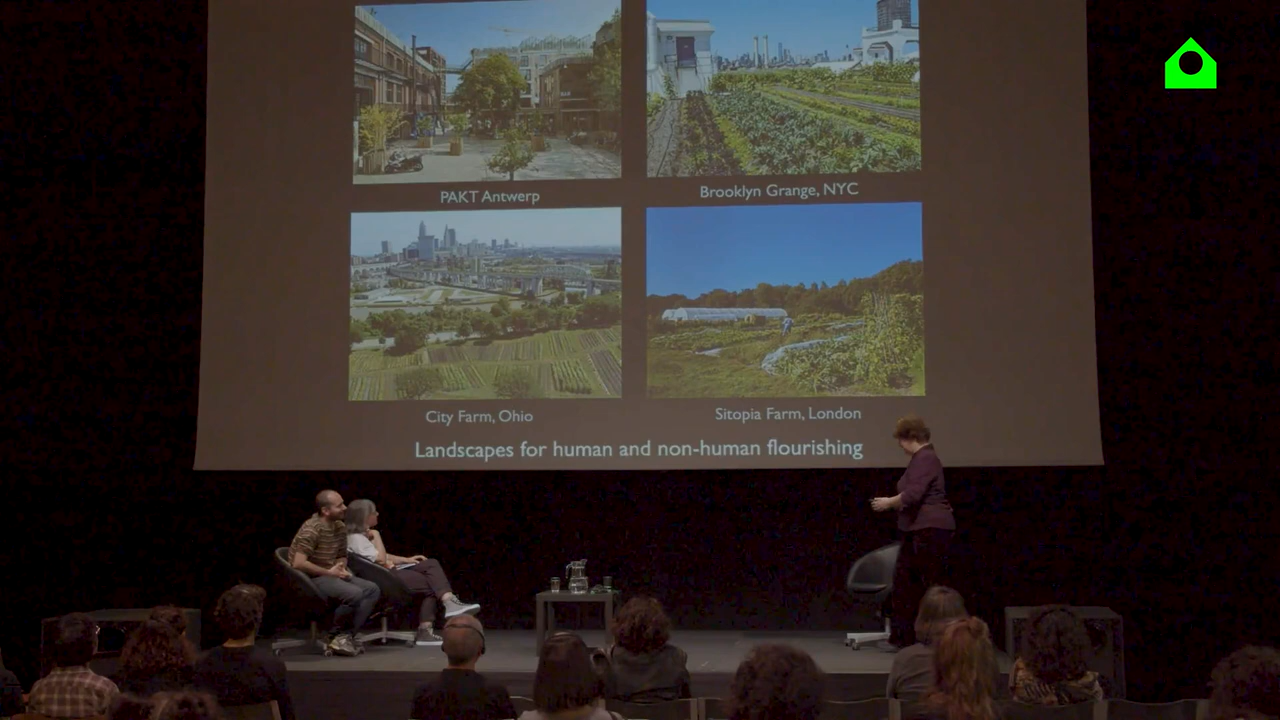 PAKT Antwerp
Brooklyn Grange, NYC
City Farm, Ohio
Sitopia Farm, London
Landscapes for human and non-human flourishing